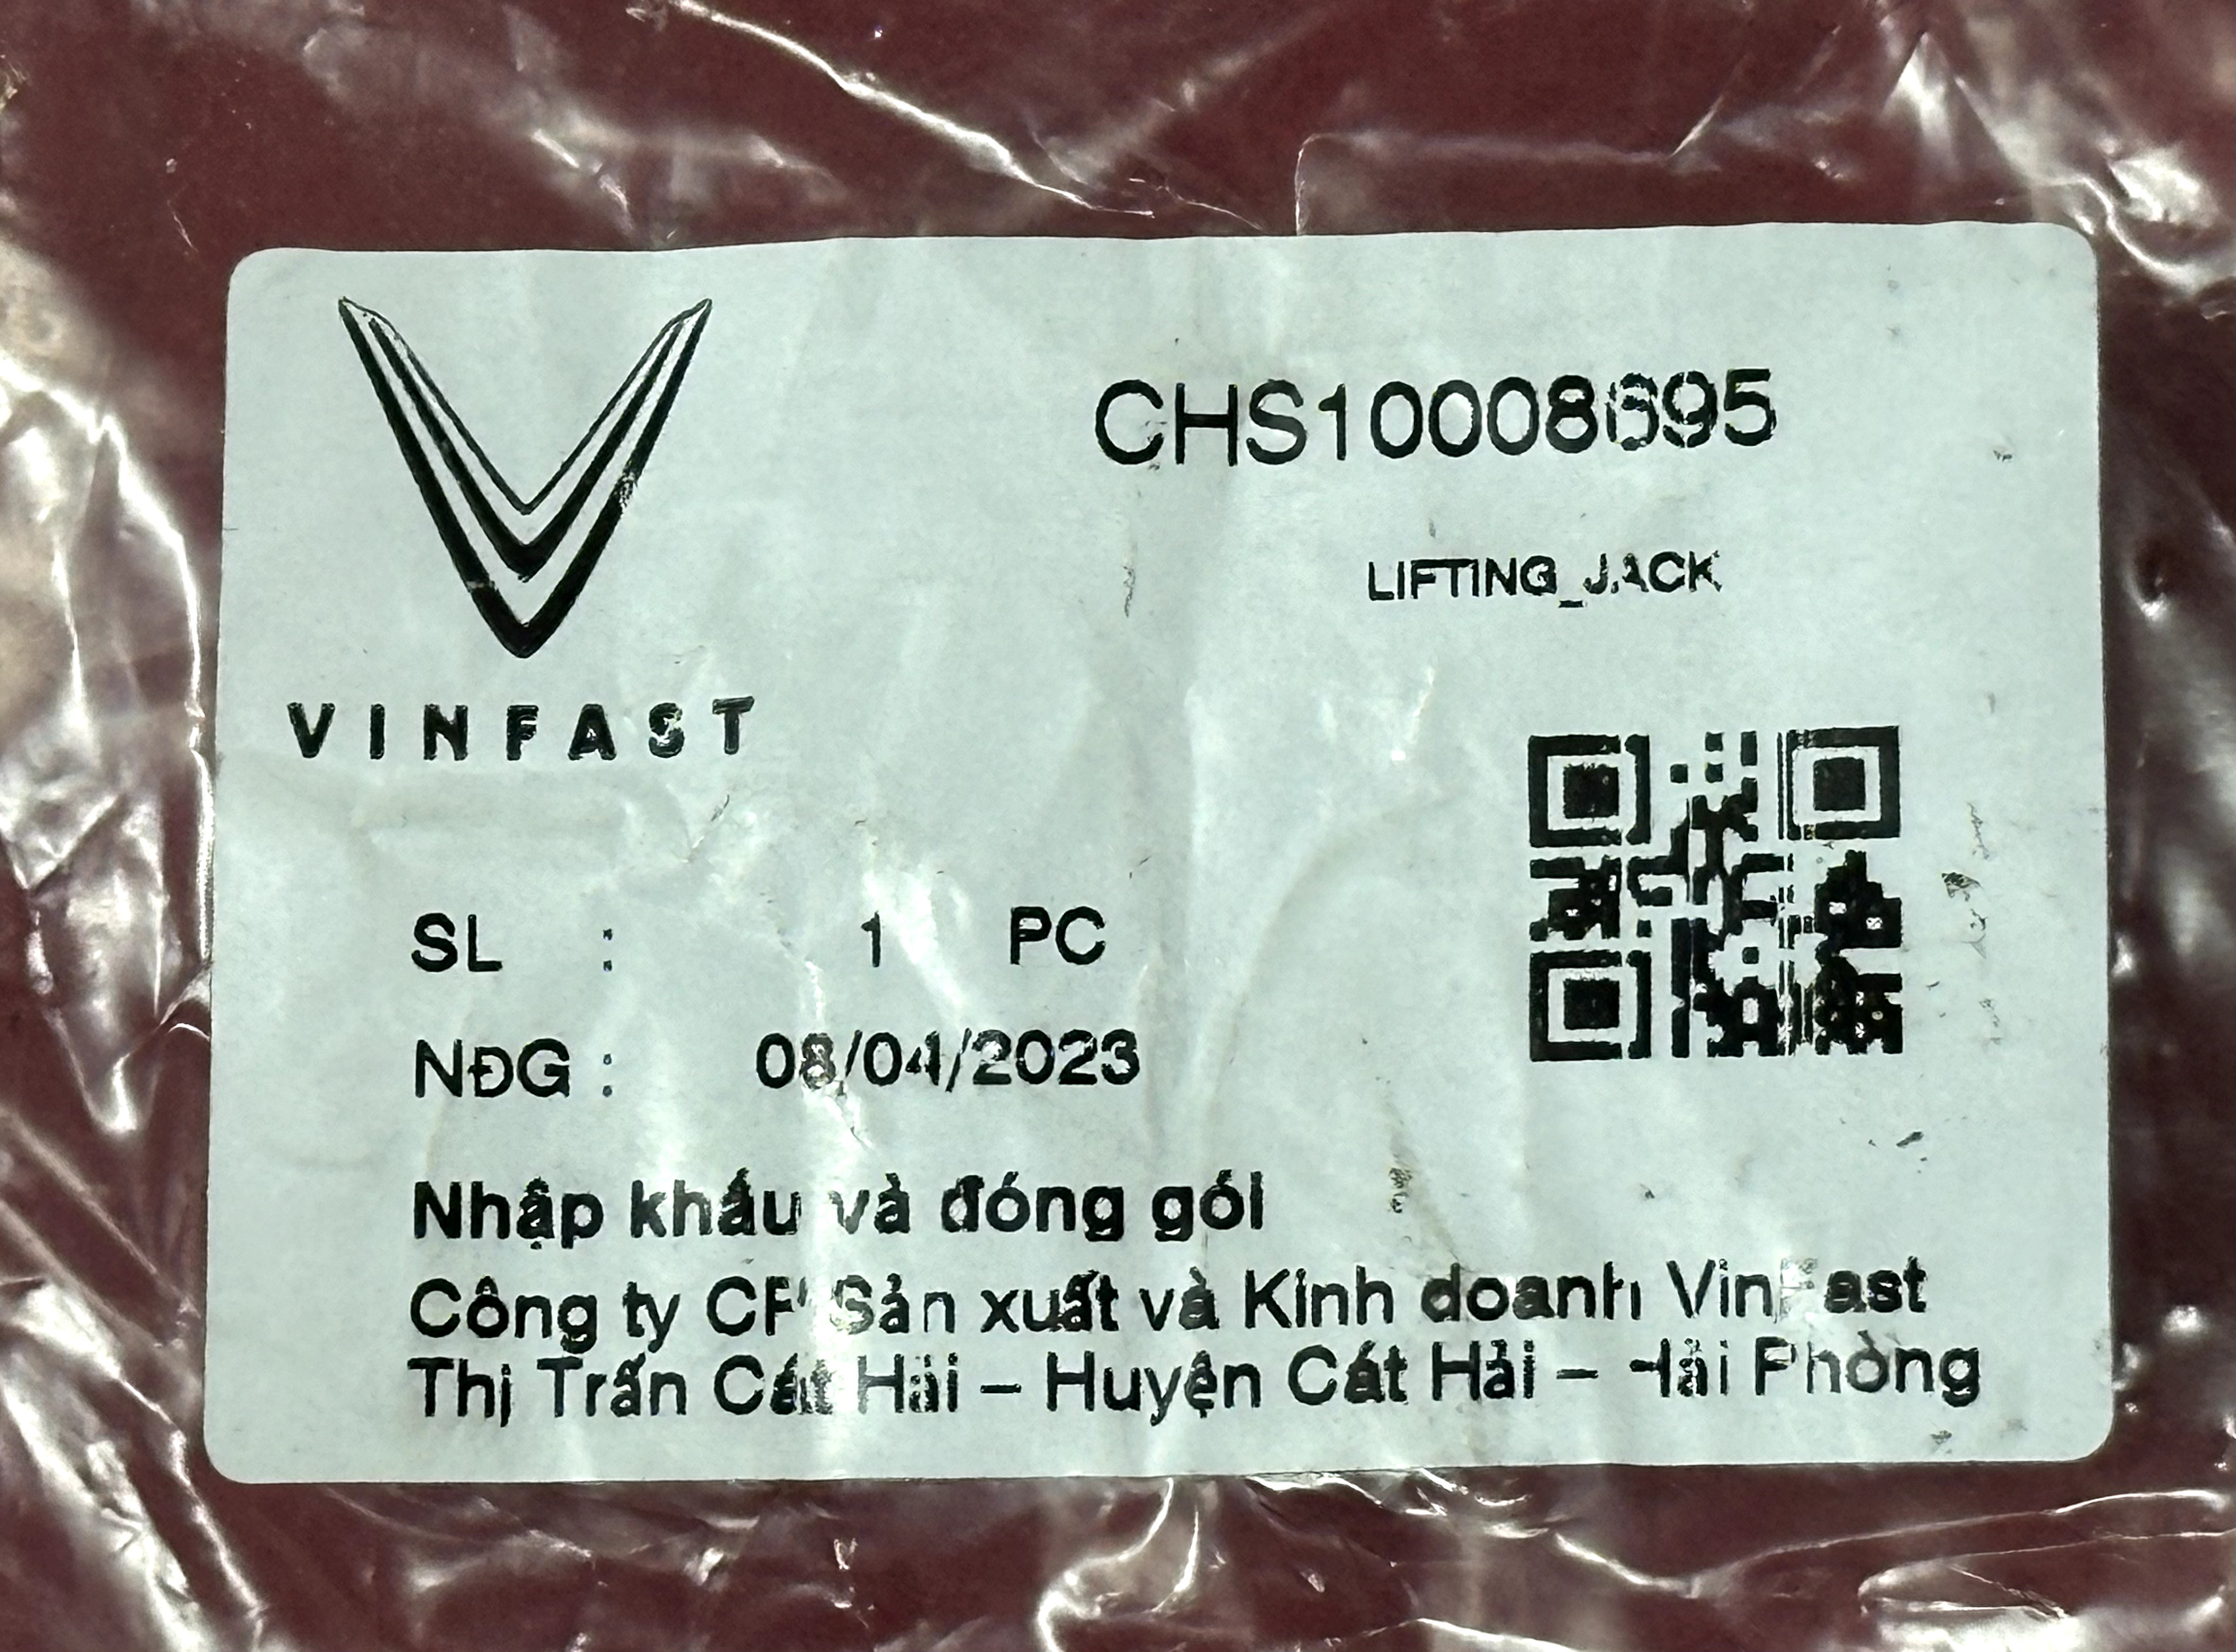 CHS10008695
LIFTING_JACK
VINFAST
SL : 1 PC
NĐG : 08/04/2023
Nhập khẩu và đóng gói
Công ty CP Sản xuất và Kinh doanh VinFast
Thị Trấn Cát Hải – Huyện Cát Hải – Hải Phòng